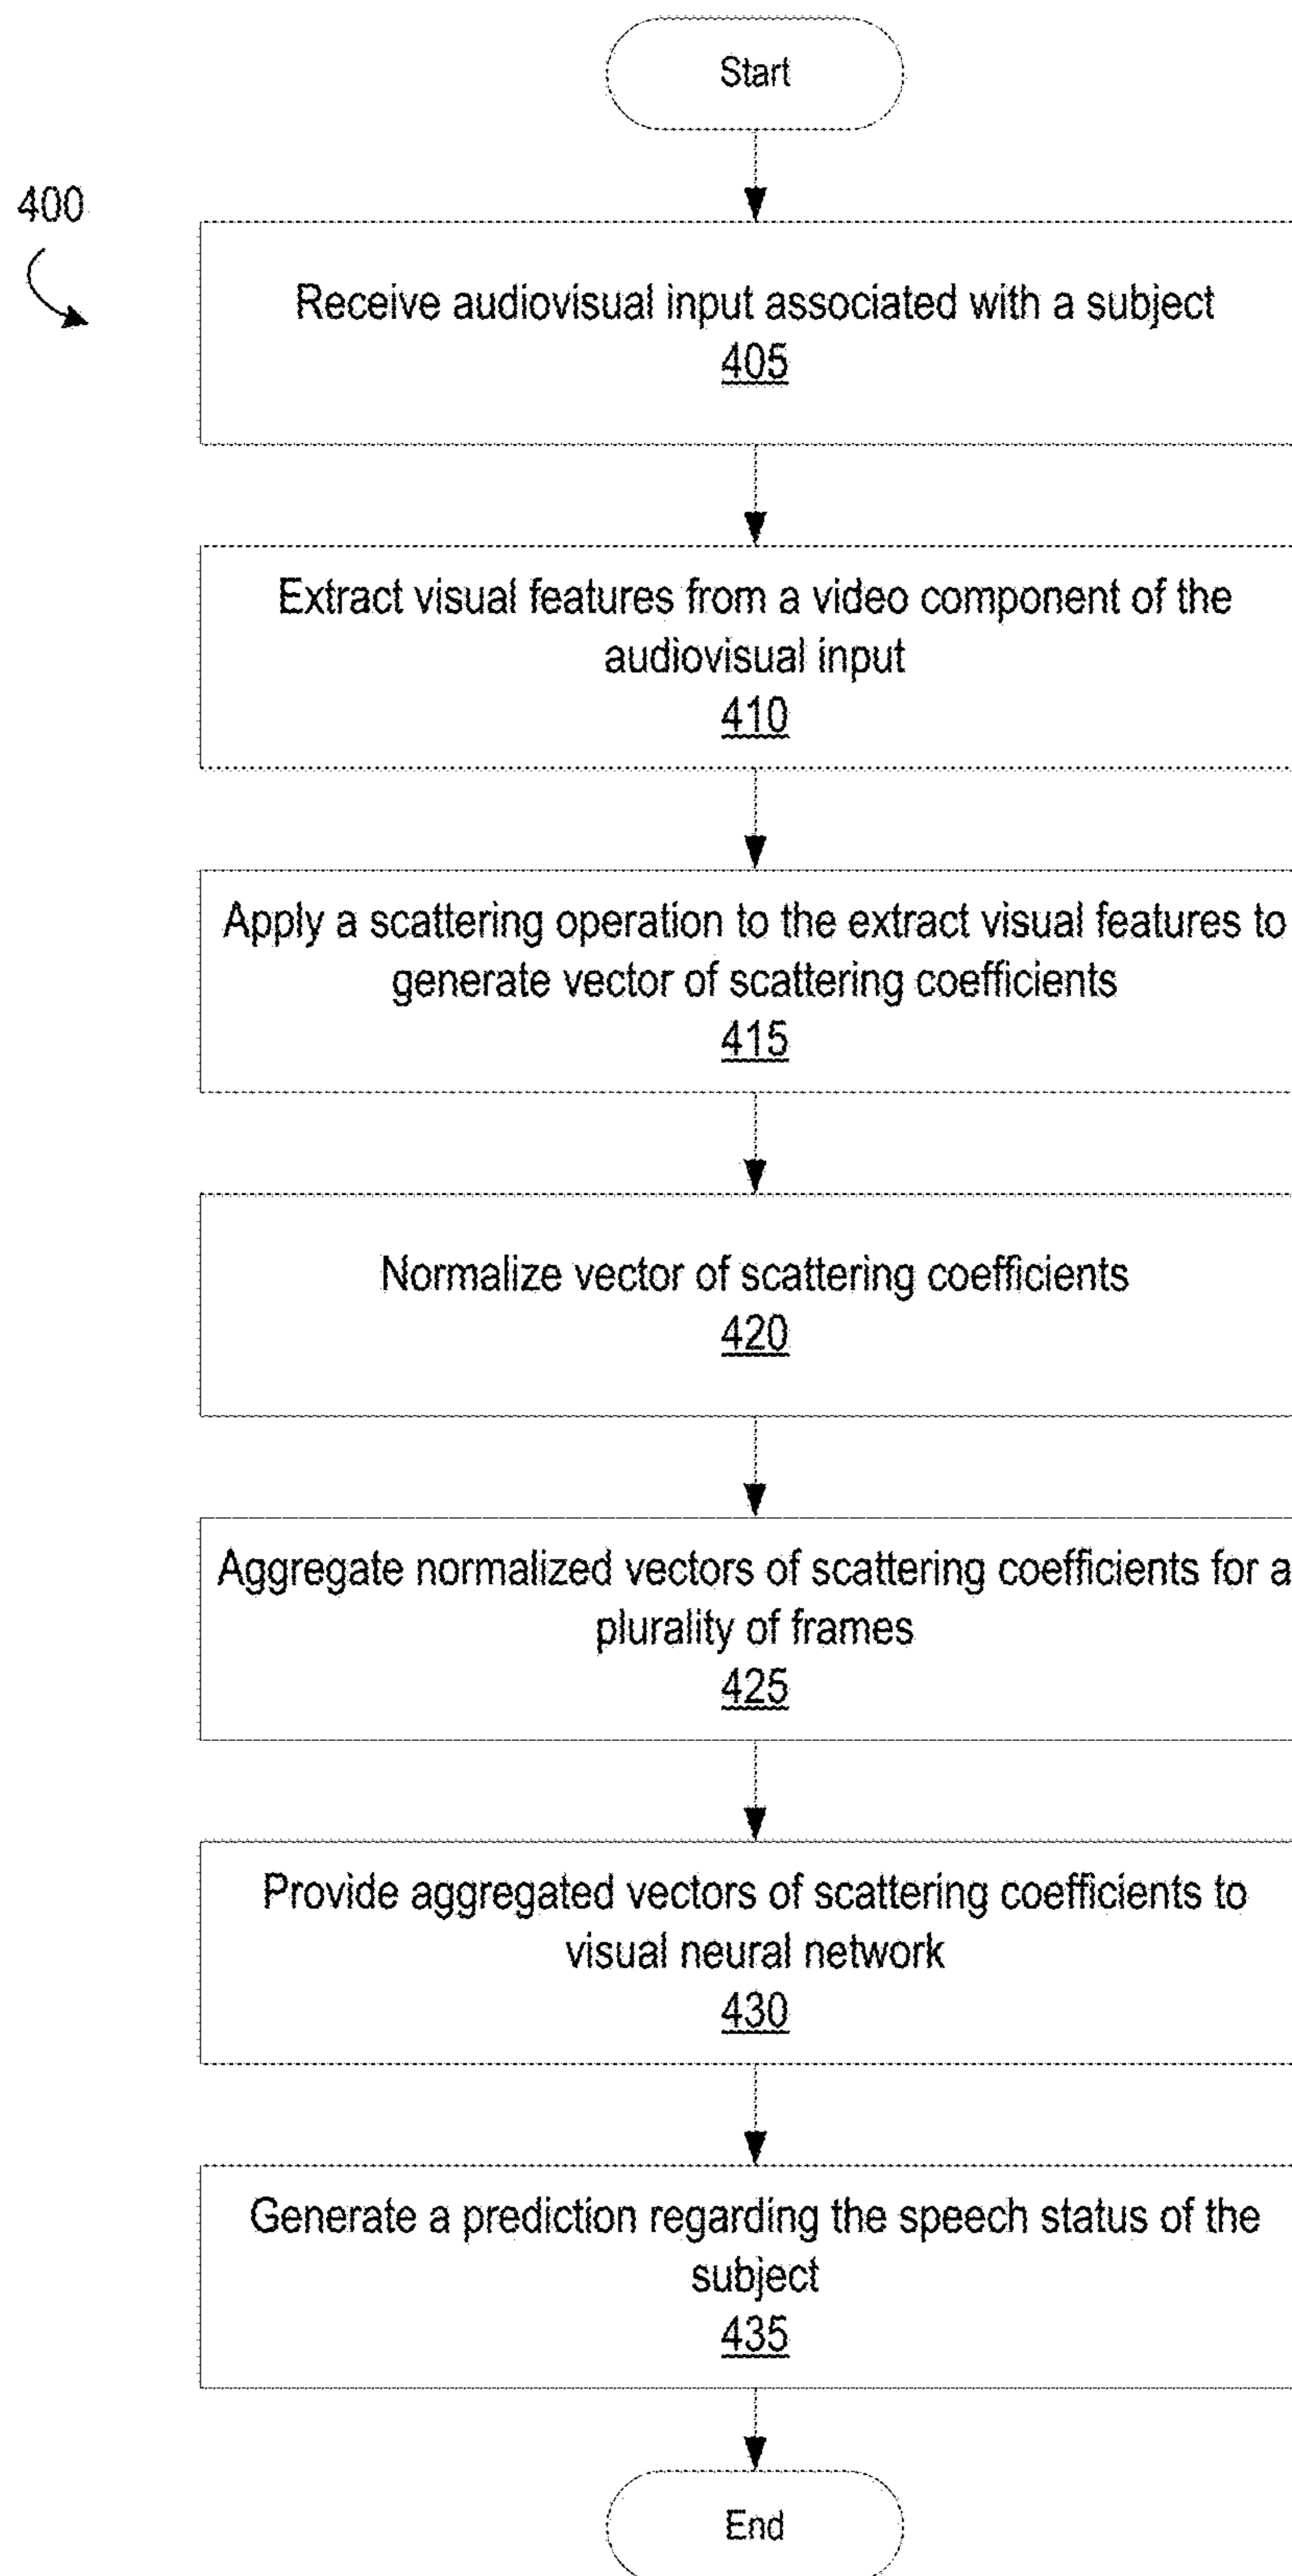 Start
400
Receive audiovisual input associated with a subject
405
Extract visual features from a video component of the
audiovisual input
410
Apply a scattering operation to the extract visual features to
generate vector of scattering coefficients
415
Normalize vector of scattering coefficients
420
Aggregate normalized vectors of scattering coefficients for a
plurality of frames
425
Provide aggregated vectors of scattering coefficients to
visual neural network
430
Generate a prediction regarding the speech status of the
subject
435
End